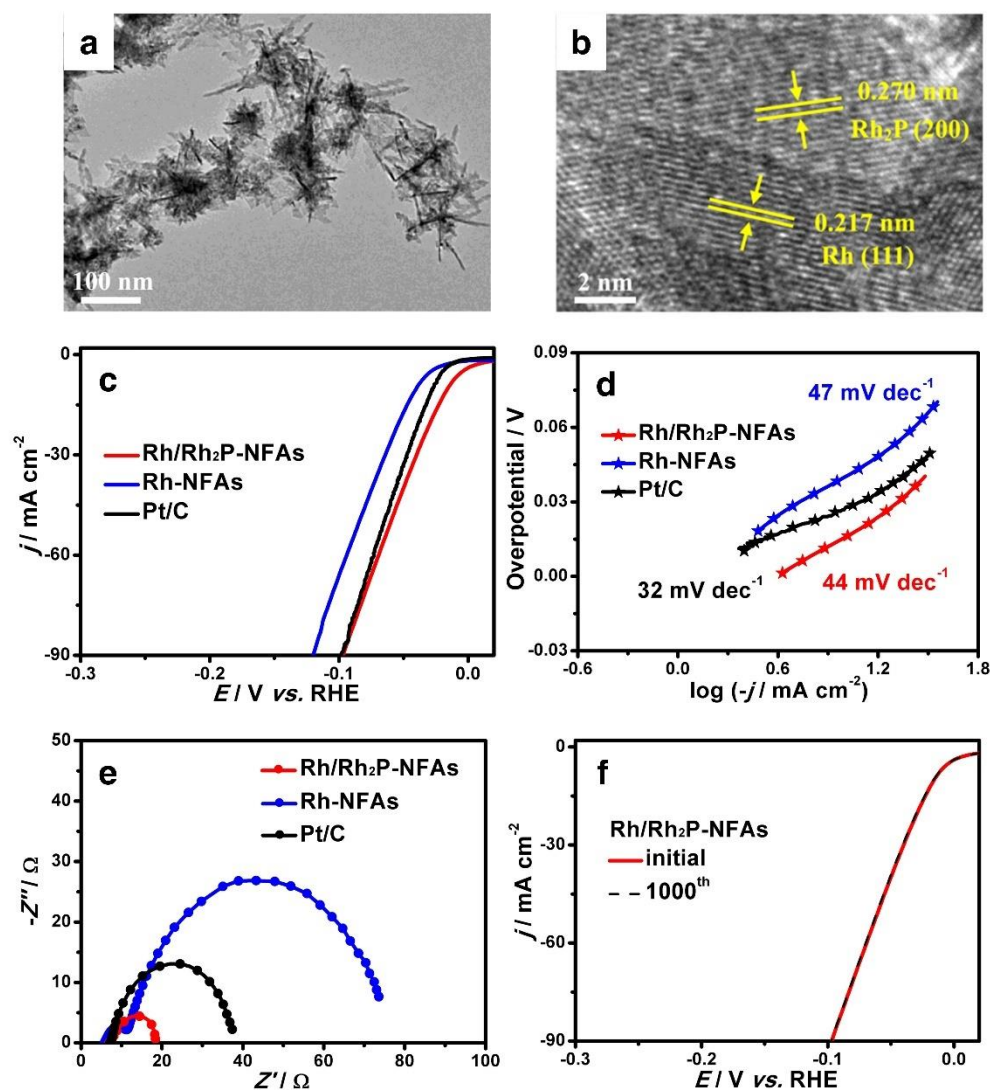 a
100 nm
b
0.270 nm
Rh₂P (200)
0.217 nm
Rh (111)
2 nm
c
0
-30
-60
-90
-0.3
-0.2
-0.1
0.0
j / mA cm⁻²
E / V vs. RHE
Rh/Rh₂P-NFAs
Rh-NFAs
Pt/C
d
0.09
0.06
0.03
0.00
-0.03
-0.6
0.0
0.6
1.2
1.8
Overpotential / V
log (-j / mA cm⁻²)
47 mV dec⁻¹
Rh/Rh₂P-NFAs
Rh-NFAs
Pt/C
32 mV dec⁻¹
44 mV dec⁻¹
e
50
40
30
20
10
0
0
20
40
60
80
100
-Z''/ Ω
Z'/ Ω
Rh/Rh₂P-NFAs
Rh-NFAs
Pt/C
f
0
-30
-60
-90
-0.3
-0.2
-0.1
0.0
j / mA cm⁻²
E / V vs. RHE
Rh/Rh₂P-NFAs
initial
1000ᵗʰ